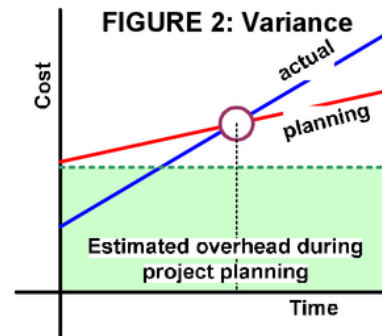 FIGURE 2: Variance
actual
Cost
planning
Estimated overhead during
project planning
Time